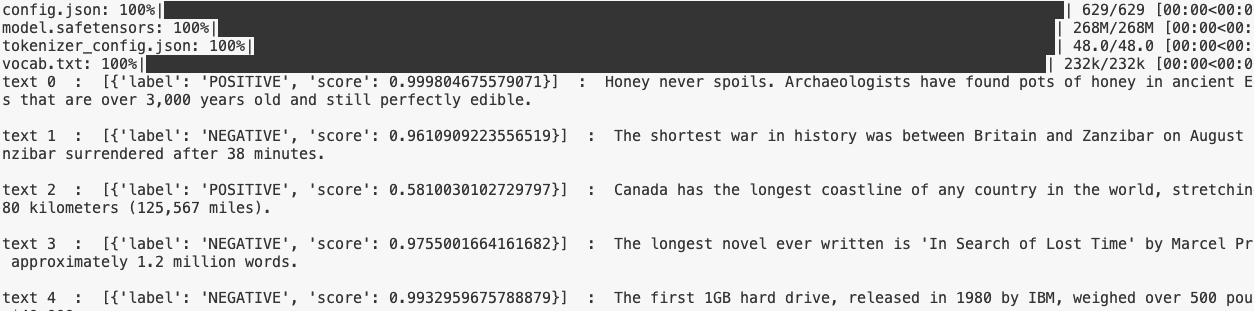 config.json: 100%| | 629/629 [00:00<00:0
model.safetensors: 100%| | 268M/268M [00:00<00:
tokenizer_config.json: 100%| | 48.0/48.0 [00:00<00:
vocab.txt: 100%| | 232k/232k [00:00<00:0
text 0  :  [{'label': 'POSITIVE', 'score': 0.999804675579071}]  :  Honey never spoils. Archaeologists have found pots of honey in ancient E
s that are over 3,000 years old and still perfectly edible.
text 1  :  [{'label': 'NEGATIVE', 'score': 0.9610909223556519}]  :  The shortest war in history was between Britain and Zanzibar on August
nzibar surrendered after 38 minutes.
text 2  :  [{'label': 'POSITIVE', 'score': 0.5810030102729797}]  :  Canada has the longest coastline of any country in the world, stretchin
80 kilometers (125,567 miles).
text 3  :  [{'label': 'NEGATIVE', 'score': 0.9755001664161682}]  :  The longest novel ever written is 'In Search of Lost Time' by Marcel Pr
approximately 1.2 million words.
text 4  :  [{'label': 'NEGATIVE', 'score': 0.9932959675788879}]  :  The first 1GB hard drive, released in 1980 by IBM, weighed over 500 pou